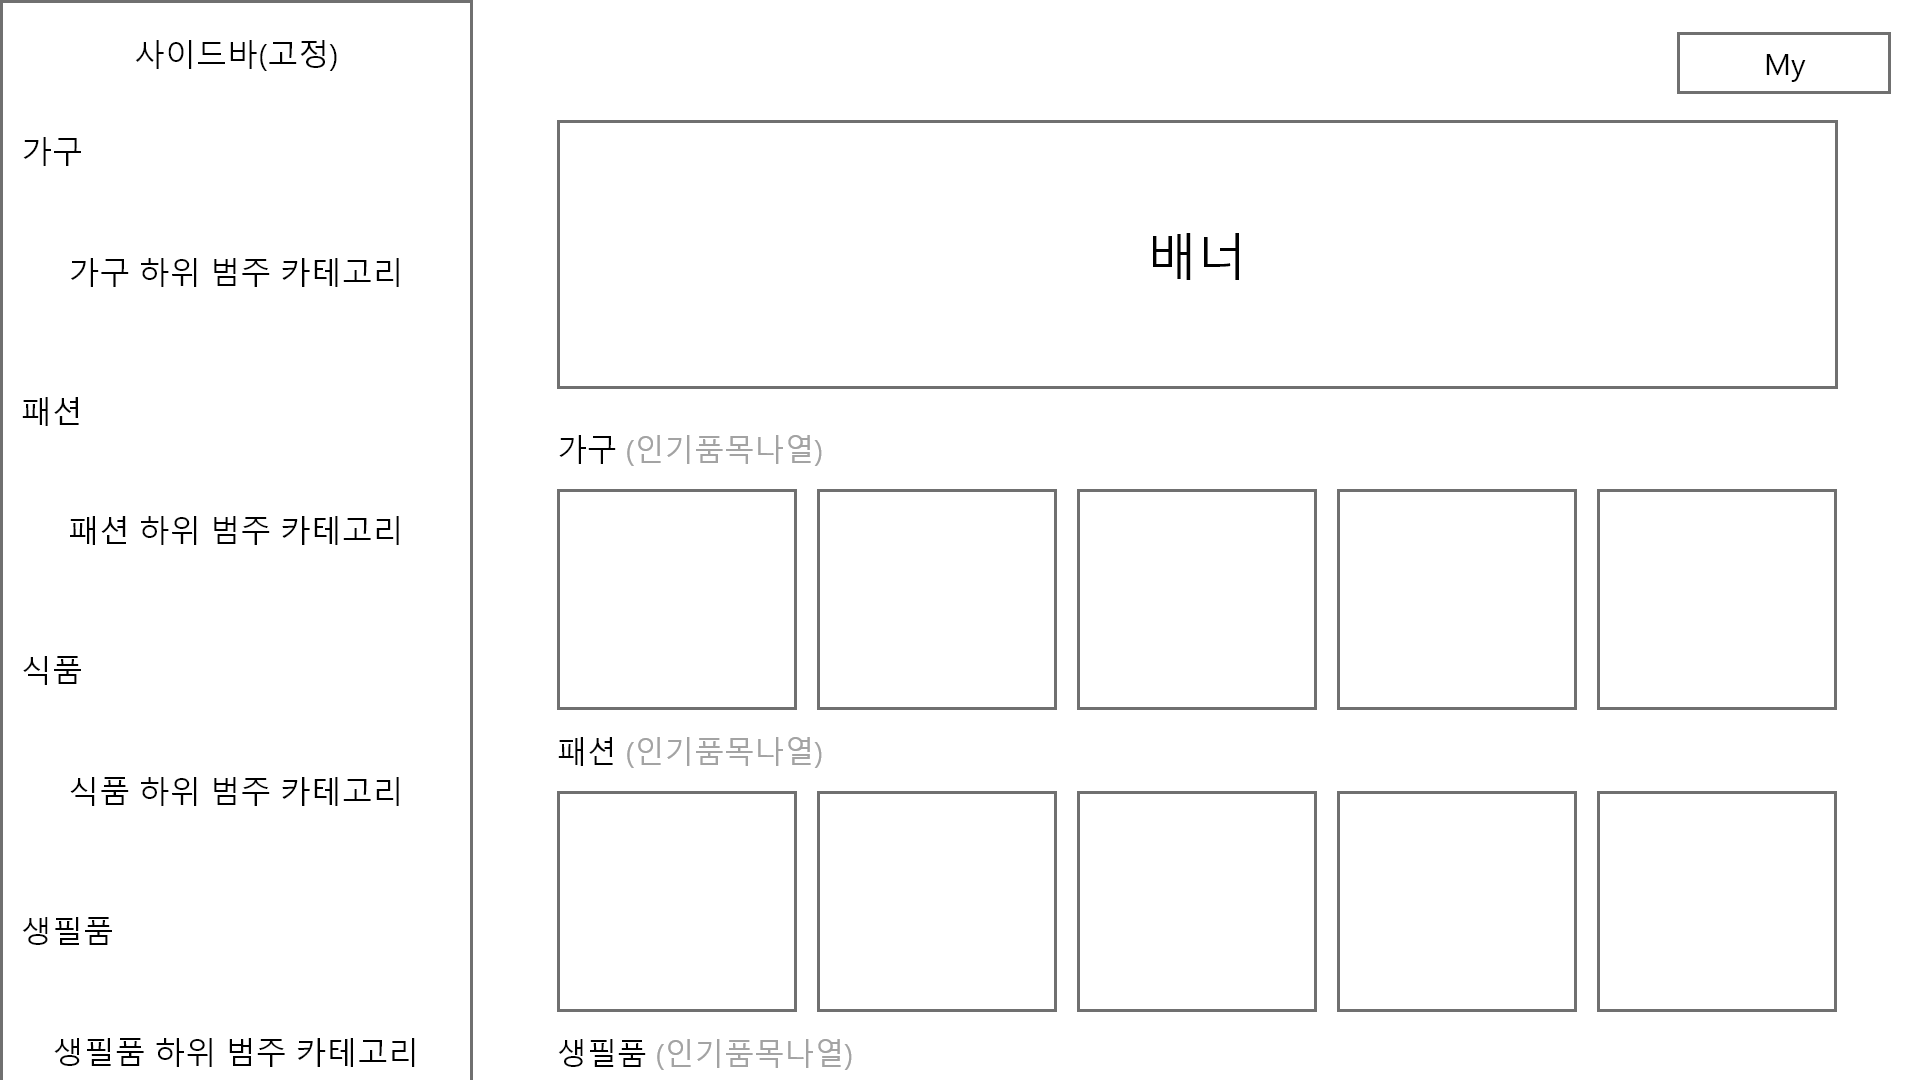 사이드바(고정)
가구
가구 하위 범주 카테고리
패션
패션 하위 범주 카테고리
식품
식품 하위 범주 카테고리
생필품
생필품 하위 범주 카테고리
My
배너
가구 (인기품목나열)
패션 (인기품목나열)
생필품 (인기품목나열)